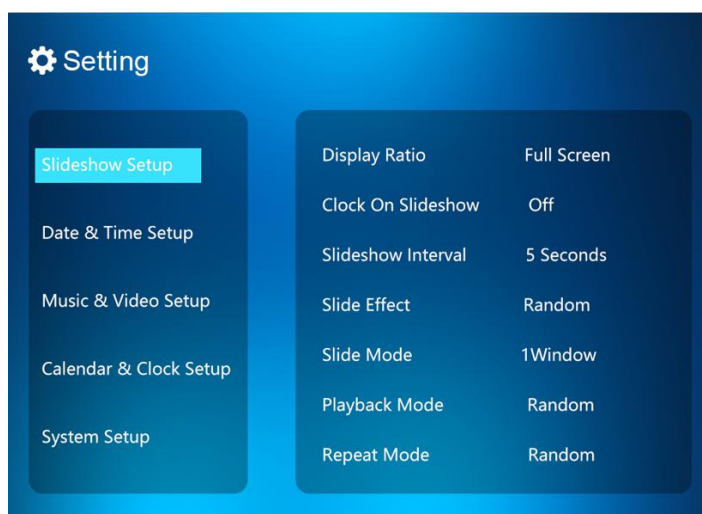 Setting
Slideshow Setup
Date & Time Setup
Music & Video Setup
Calendar & Clock Setup
System Setup
Display Ratio Full Screen
Clock On Slideshow Off
Slideshow Interval 5 Seconds
Slide Effect Random
Slide Mode 1Window
Playback Mode Random
Repeat Mode Random